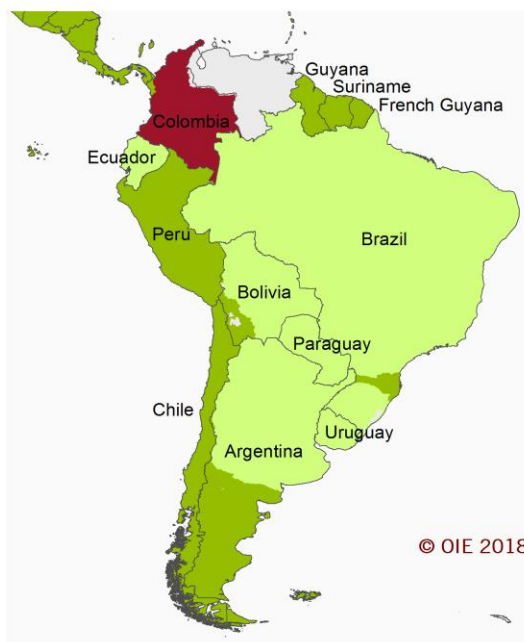 Guyana
Suriname
French Guyana
Colombia
Ecuador
Peru
Brazil
Bolivia
Paraguay
Chile
Uruguay
Argentina
© OIE 2018